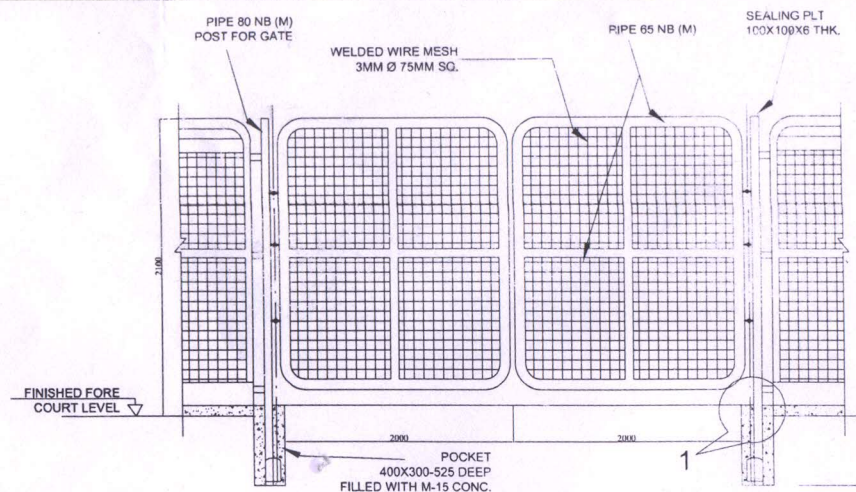 PIPE 80 NB (M)
POST FOR GATE
WELDED WIRE MESH
3MM Ø 75MM SQ.
PIPE 65 NB (M)
SEALING PLT
100X100X6 THK.
2100
FINISHED FORE
COURT LEVEL
2000
2000
1
POCKET
400X300-525 DEEP
FILLED WITH M-15 CONC.